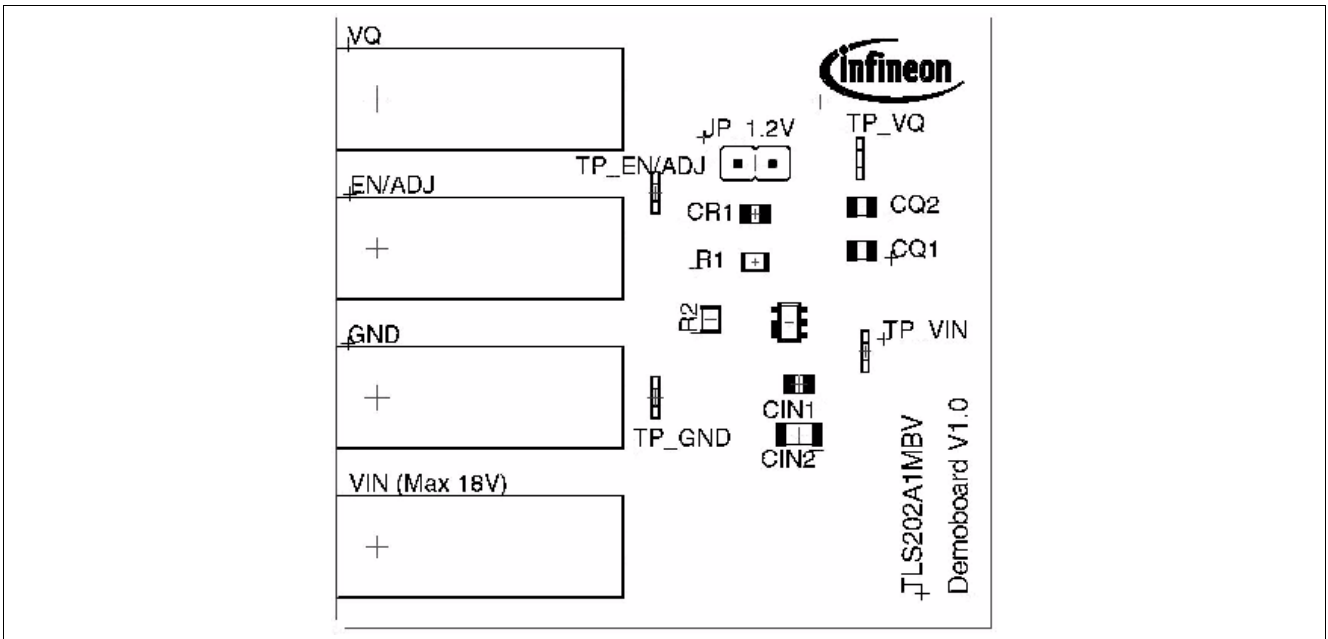 VQ
infineon
JP_1.2V
TP_VQ
TP_EN/ADJ
EN/ADJ
CR1
CQ2
R1
CQ1
R2
GND
TP_VIN
CIN1
TP_GND
CIN2
VIN (Max 18V)
TLS202A1MBV
Demoboard V1.0